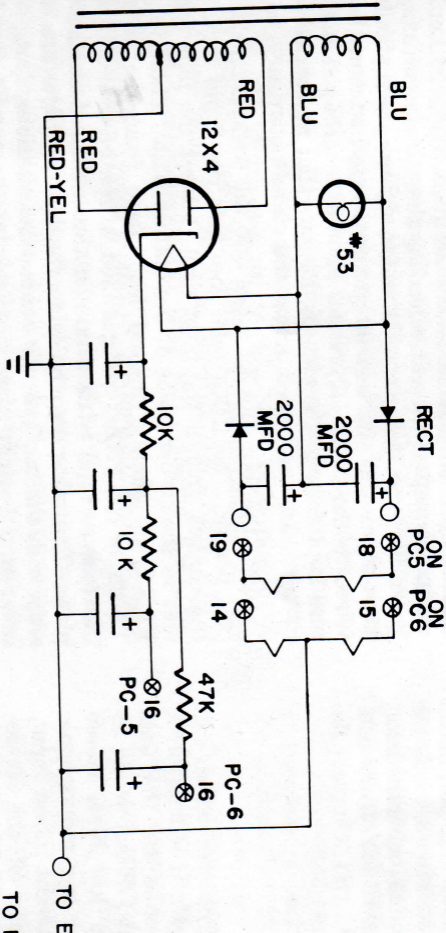 BLU
BLU
RED
RED
RED-YEL
12X4
#53
RECT
2000
MFD
2000
MFD
ON
PC5
ON
PC6
18
15
19
14
10K
10K
47K
16
PC-5
16
PC-6
+
+
+
+
+
+
TO E
TO